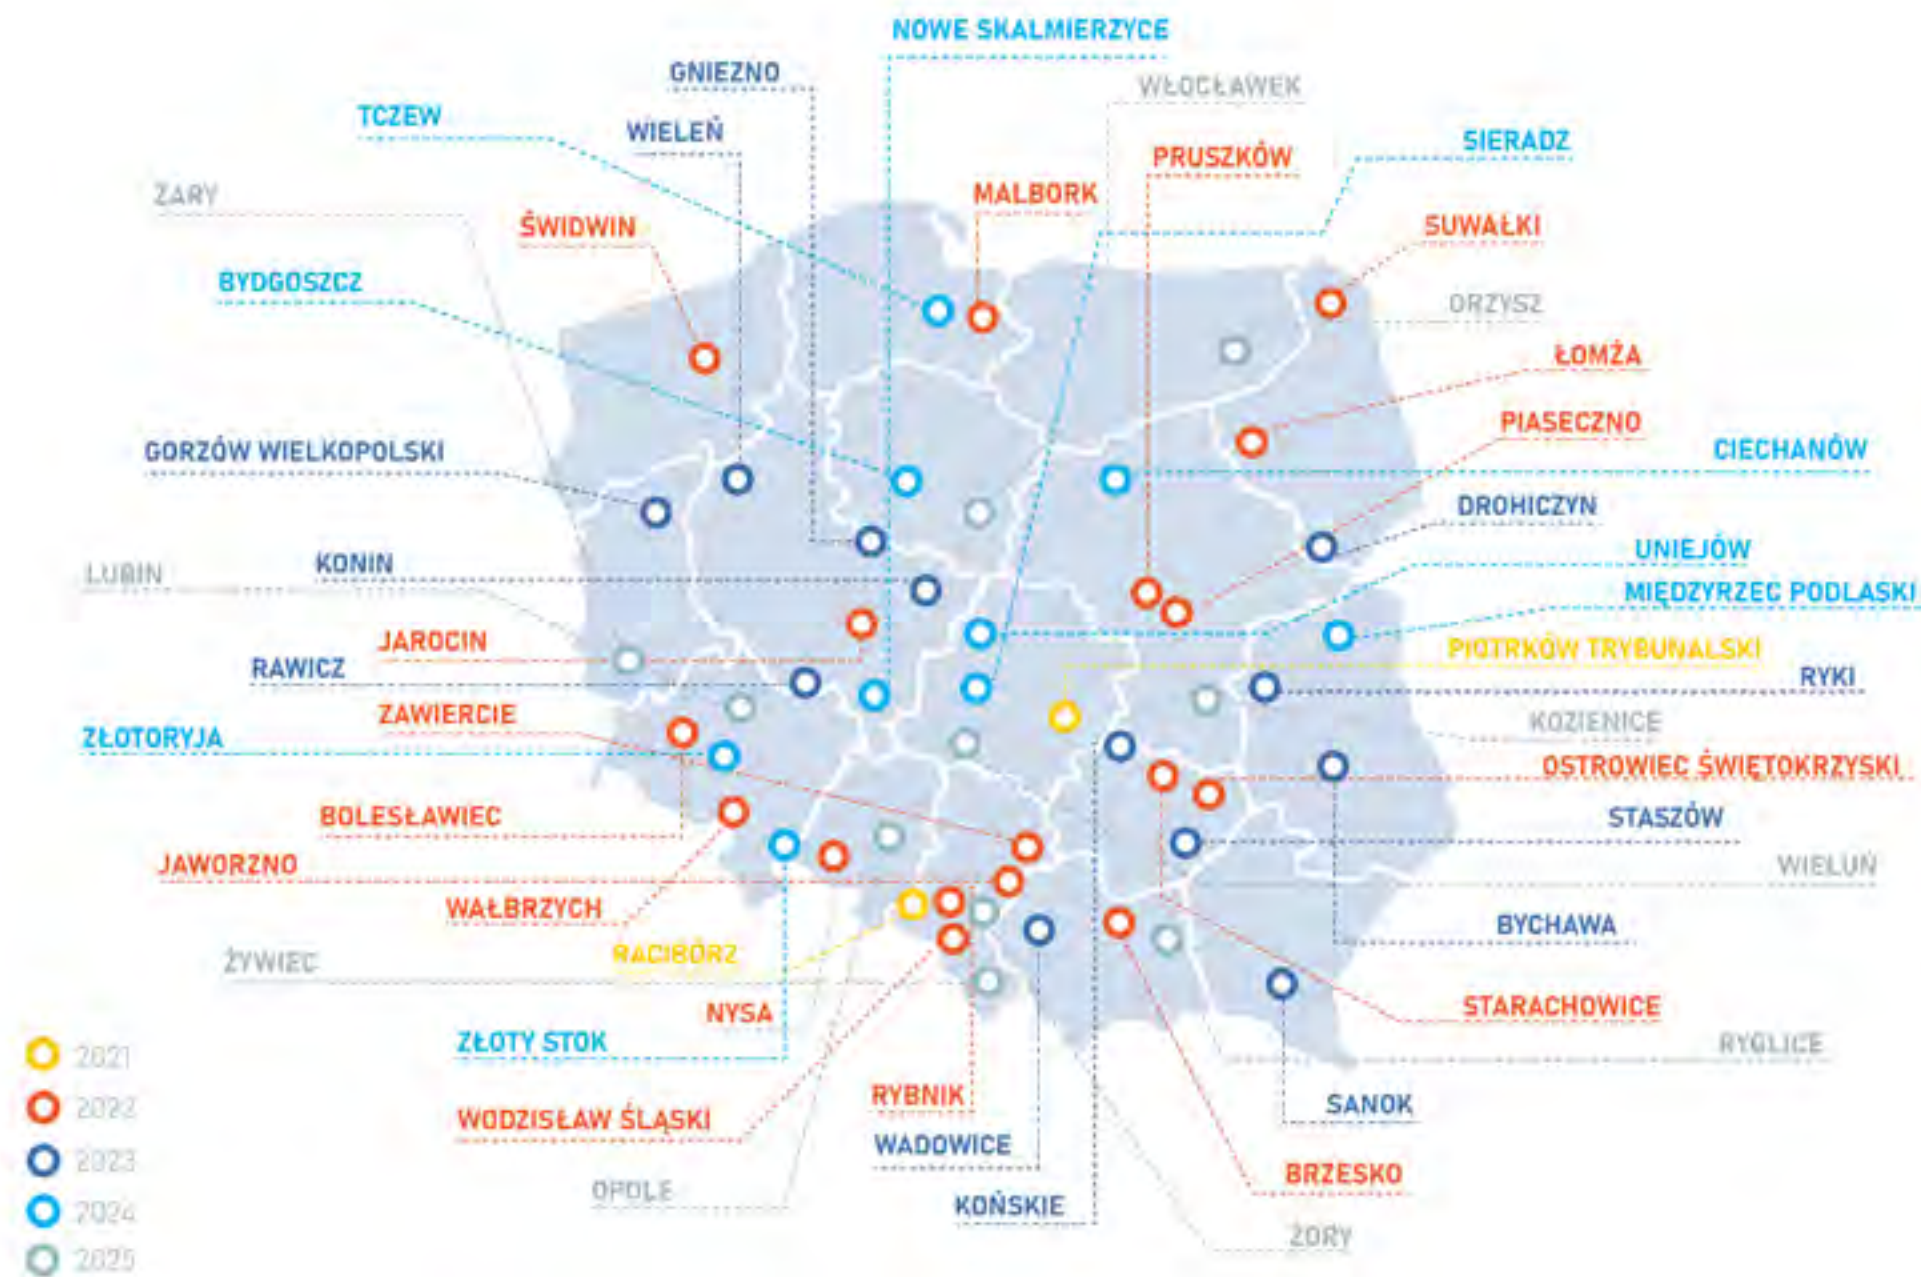 NOWE SKALMIERZYCE
GNIEZNO
WŁOCŁAWEK
TCZEW
WIELEŃ
SIERADZ
PRUSZKÓW
ŻARY
MALBORK
ŚWIDWIN
SUWAŁKI
BYDGOSZCZ
ORZYSZ
ŁOMŻA
PIASECZNO
GORZÓW WIELKOPOLSKI
CIECHANÓW
DROHICZYN
UNIEJÓW
KONIN
LUBIN
MIĘDZYRZEC PODLASKI
JAROCIN
PIOTRKÓW TRYBUNALSKI
RAWICZ
RYKI
ZAWIERCIE
KOZIENICE
ZŁOTORYJA
OSTROWIEC ŚWIĘTOKRZYSKI
BOLESŁAWIEC
STASZÓW
JAWORZNO
WIELUŃ
WAŁBRZYCH
BYCHAWA
RACIBÓRZ
ŻYWIEC
NYSA
STARACHOWICE
ZŁOTY STOK
RYGLICE
2021
RYBNIK
SANOK
2022
WODZISŁAW ŚLĄSKI
WADOWICE
2023
BRZESKO
OPOLE
KOŃSKIE
2024
ŻORY
2025